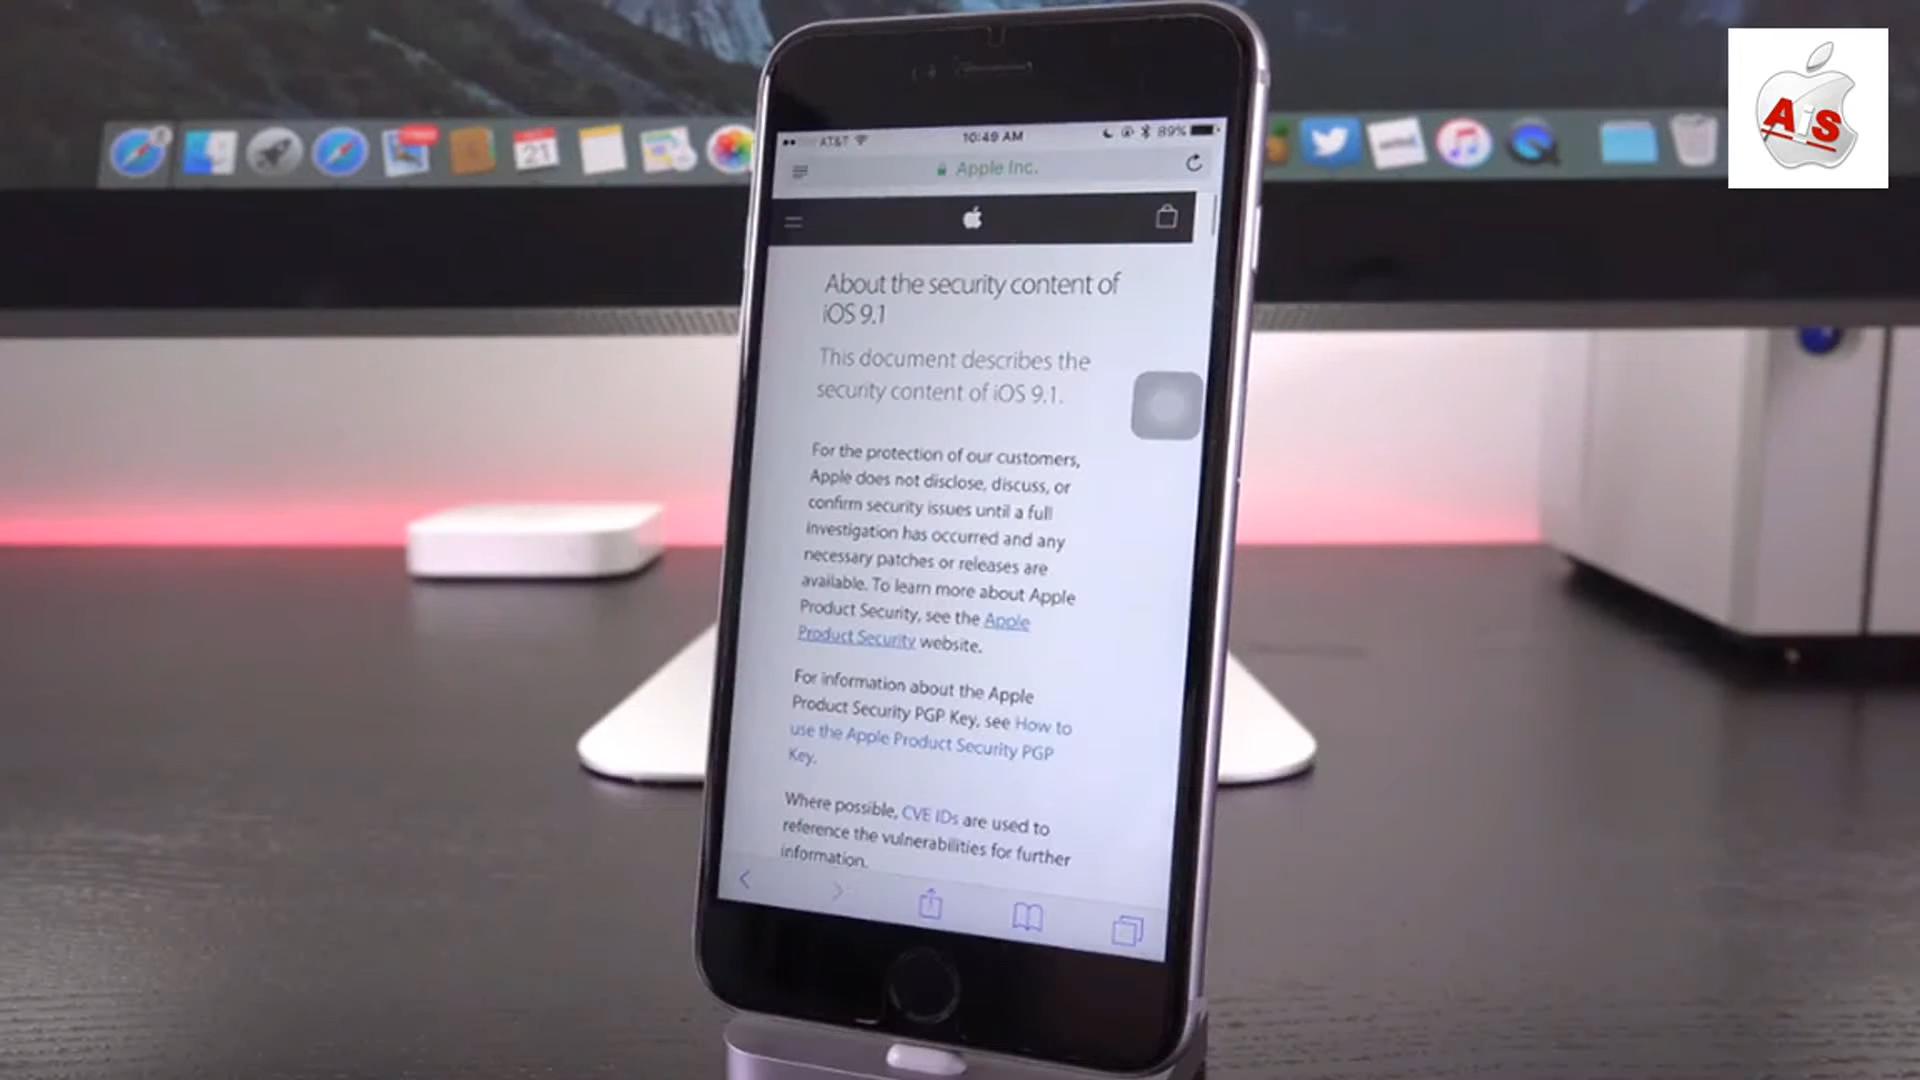 AiS
21
AT&T 10:49 AM 89%
Apple Inc.
About the security content of
iOS 9.1
This document describes the
security content of iOS 9.1.
For the protection of our customers,
Apple does not disclose, discuss, or
confirm security issues until a full
investigation has occurred and any
necessary patches or releases are
available. To learn more about Apple
Product Security, see the Apple
Product Security website.
For information about the Apple
Product Security PGP Key, see How to
use the Apple Product Security PGP
Key.
Where possible, CVE IDs are used to
reference the vulnerabilities for further
information.